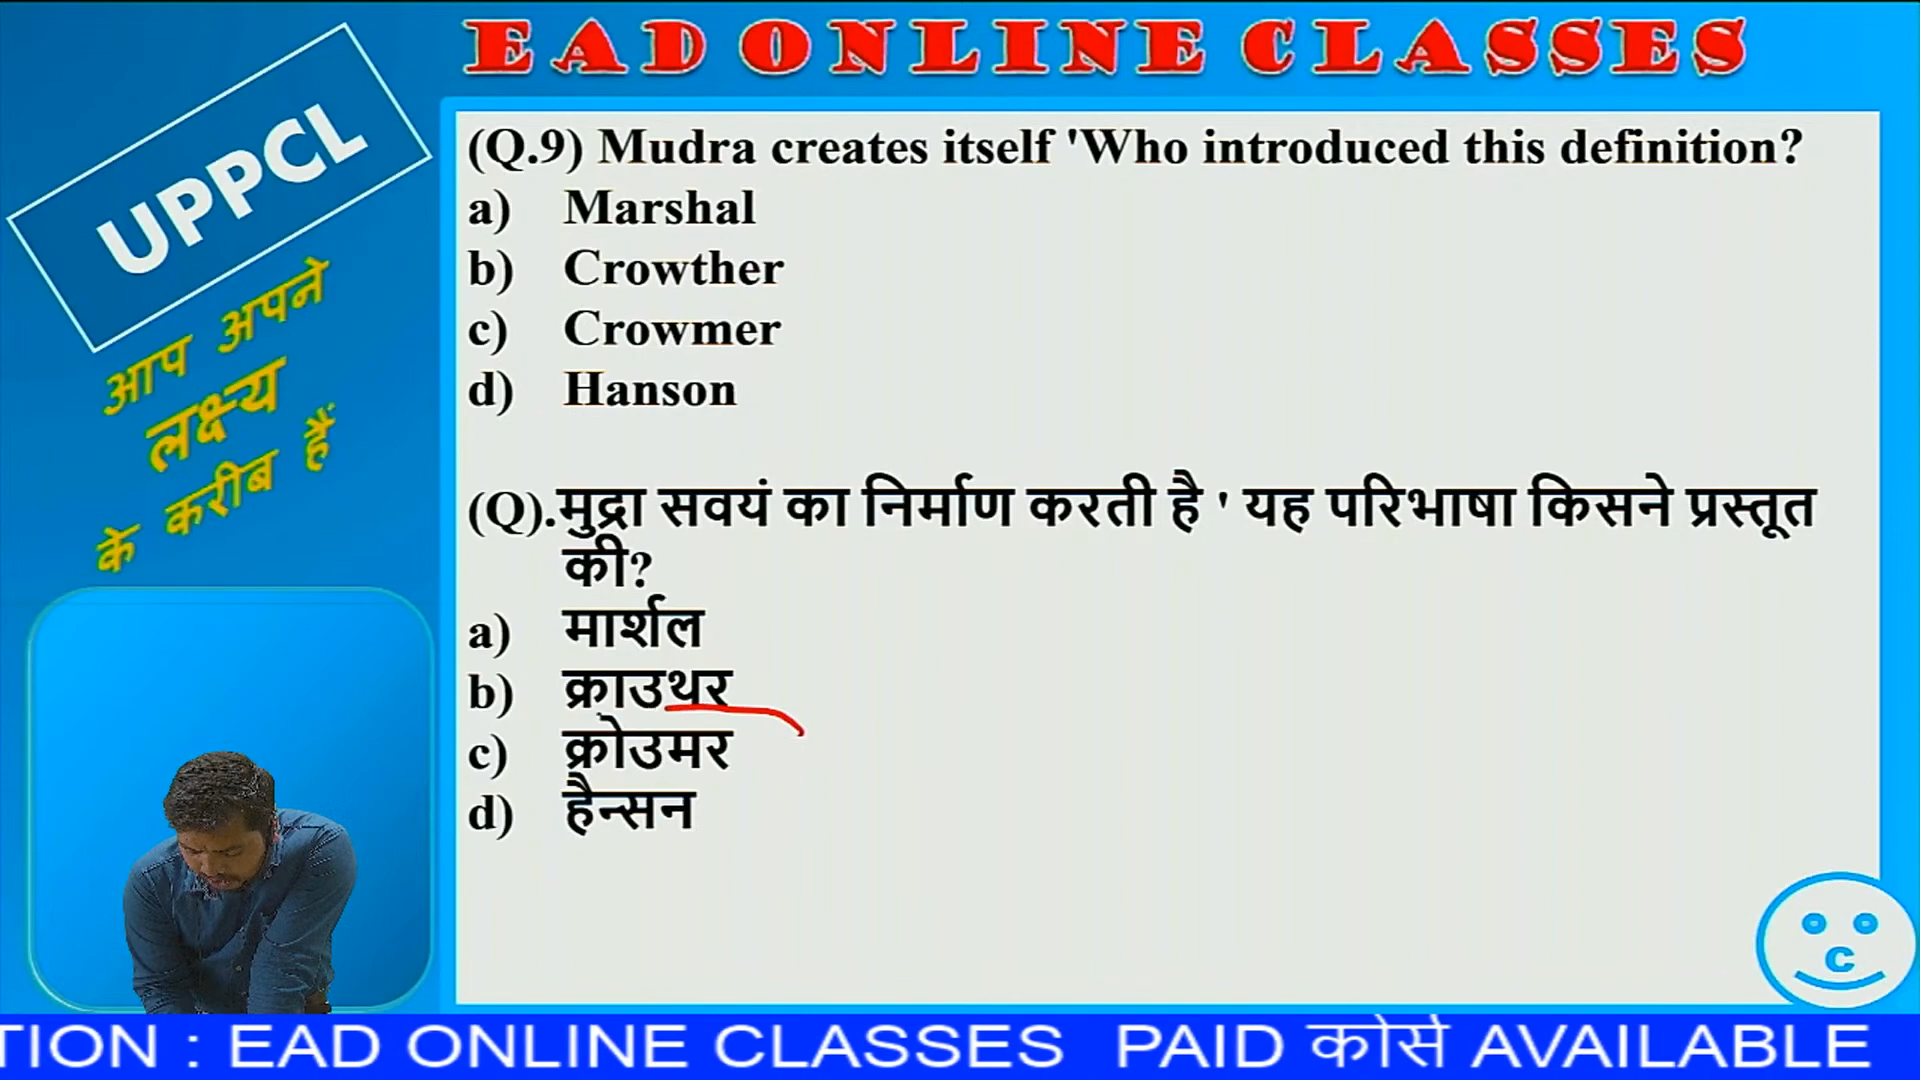 EAD ONLINE CLASSES
UPPCL
आप अपने
लक्ष्य
के करीब हैं
(Q.9) Mudra creates itself 'Who introduced this definition?
a) Marshal
b) Crowther
c) Crowmer
d) Hanson
(Q).मुद्रा सवयं का निर्माण करती है ' यह परिभाषा किसने प्रस्तूत
की?
a) मार्शल
b) क्राउथर
c) क्रोउमर
d) हैन्सन
C
TION : EAD ONLINE CLASSES PAID कोर्स AVAILABLE